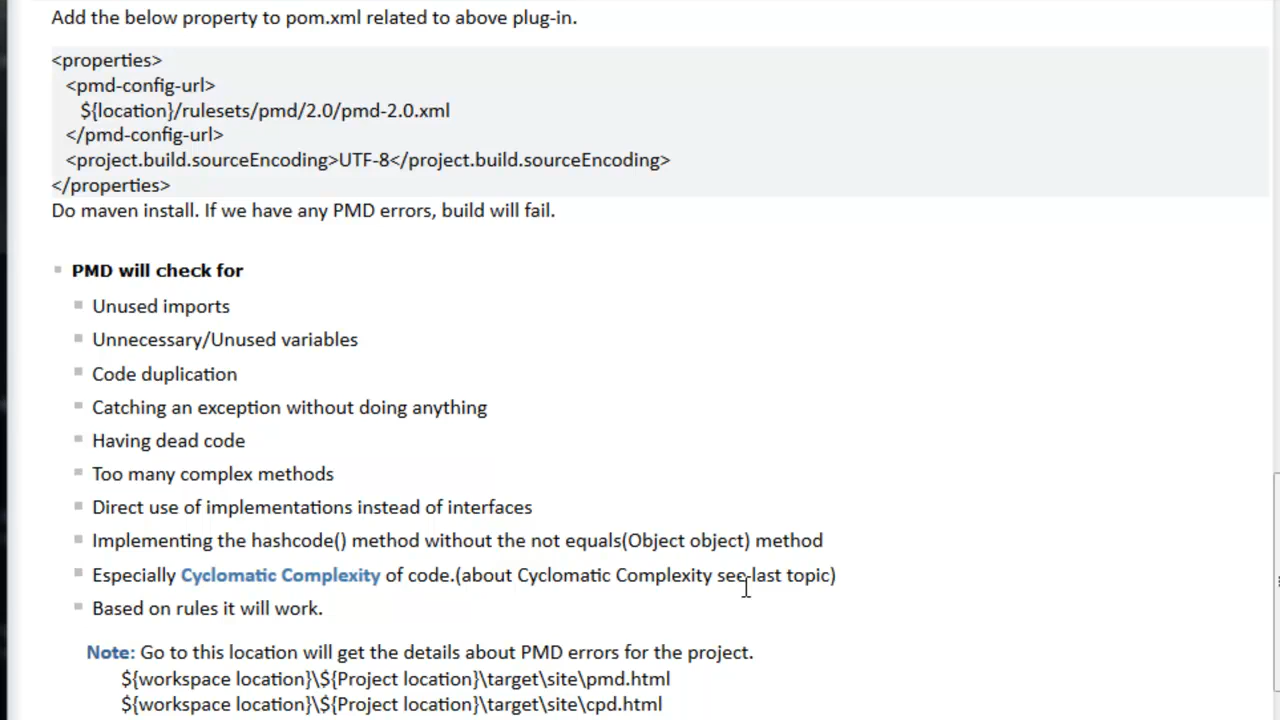 Add the below property to pom.xml related to above plug-in.
<properties>
<pmd-config-url>
${location}/rulesets/pmd/2.0/pmd-2.0.xml
</pmd-config-url>
<project.build.sourceEncoding>UTF-8</project.build.sourceEncoding>
</properties>
Do maven install. If we have any PMD errors, build will fail.
PMD will check for
Unused imports
Unnecessary/Unused variables
Code duplication
Catching an exception without doing anything
Having dead code
Too many complex methods
Direct use of implementations instead of interfaces
Implementing the hashcode() method without the not equals(Object object) method
Especially Cyclomatic Complexity of code.(about Cyclomatic Complexity see last topic)
Based on rules it will work.
Note: Go to this location will get the details about PMD errors for the project.
${workspace location}\${Project location}\target\site\pmd.html
${workspace location}\${Project location}\target\site\cpd.html